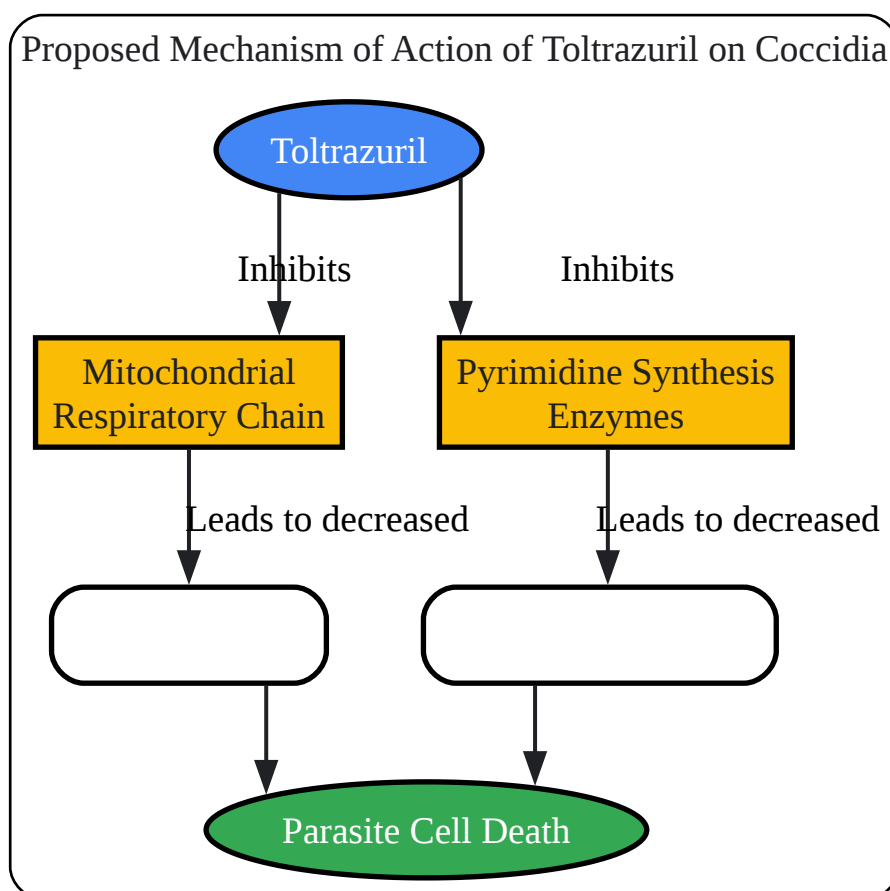 Proposed Mechanism of Action of Toltrazuril on Coccidia
Toltrazuril
Inhibits
Inhibits
Mitochondrial
Respiratory Chain
Pyrimidine Synthesis
Enzymes
Leads to decreased
Leads to decreased
Parasite Cell Death